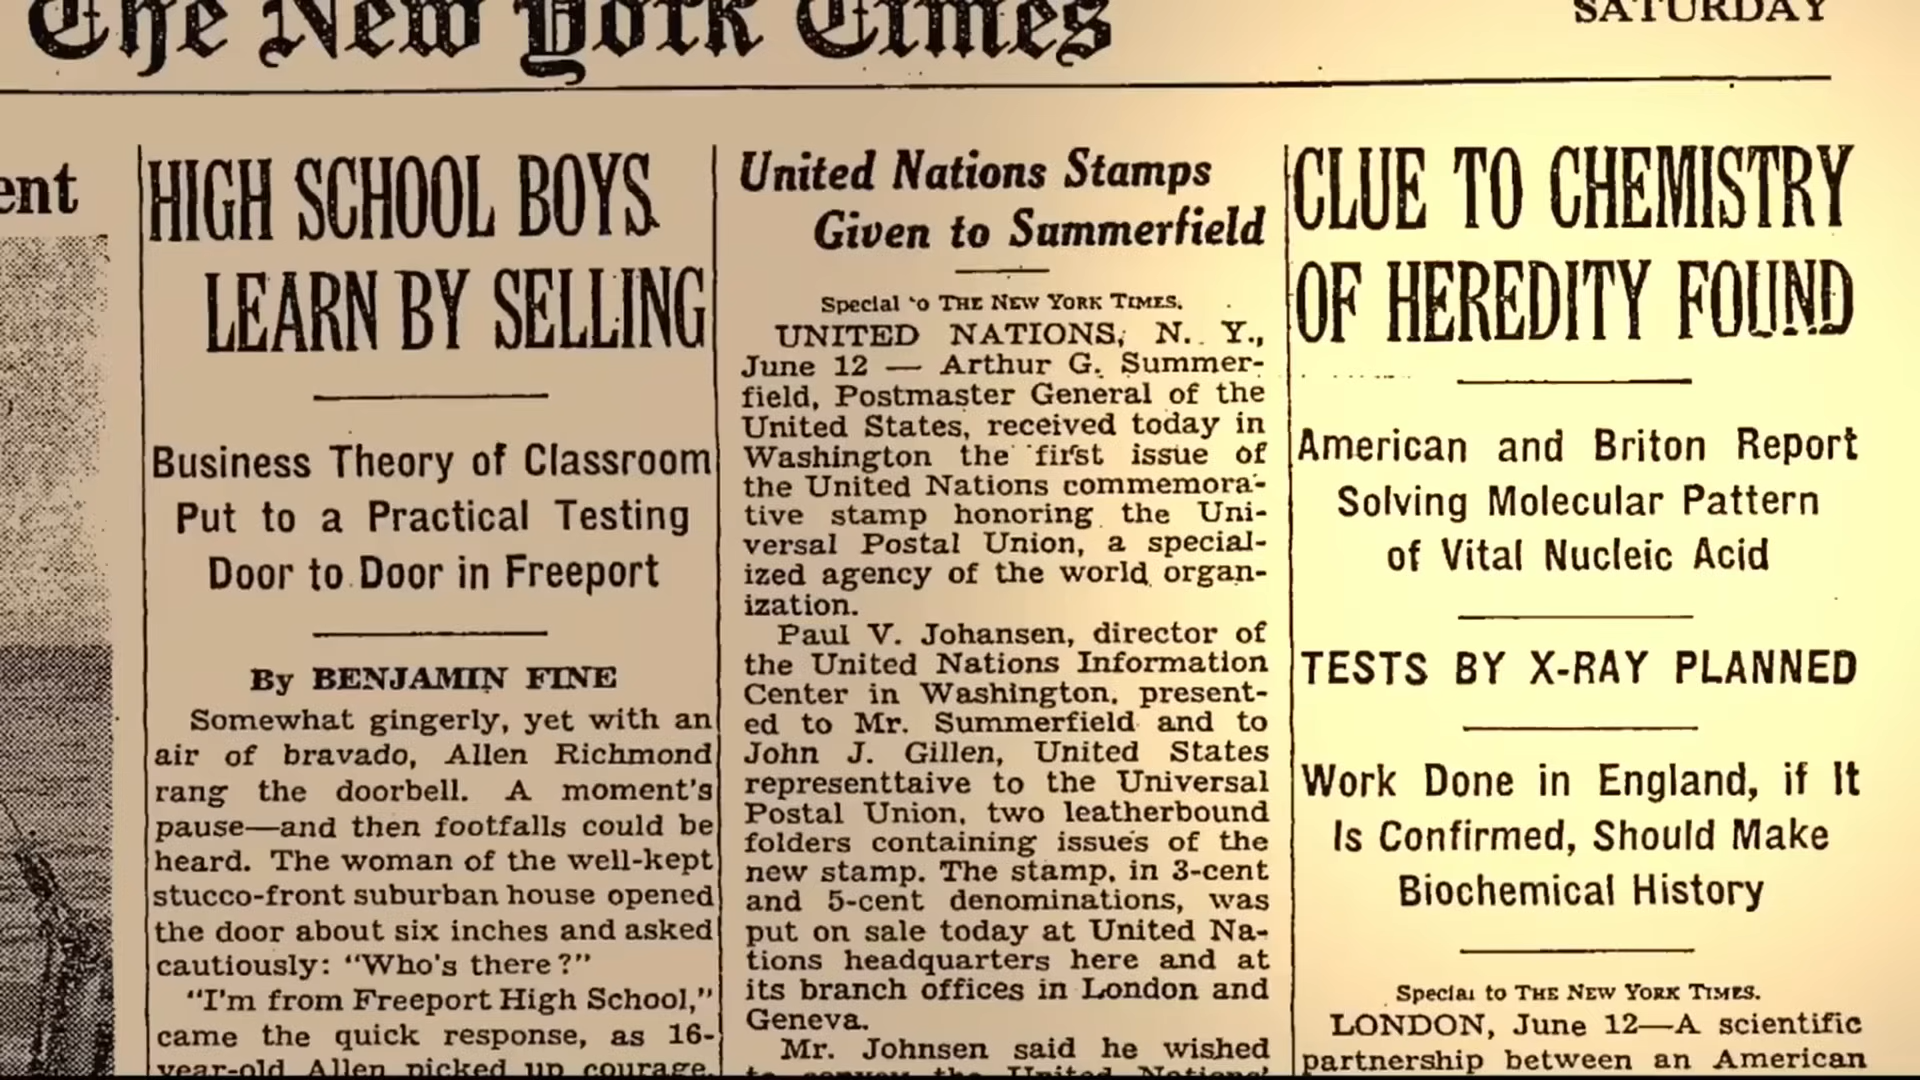 The New York Times
SATURDAY
ent
HIGH SCHOOL BOYS
LEARN BY SELLING
Business Theory of Classroom
Put to a Practical Testing
Door to Door in Freeport
By BENJAMIN FINE
Somewhat gingerly, yet with an
air of bravado, Allen Richmond
rang the doorbell. A moment's
pause—and then footfalls could be
heard. The woman of the well-kept
stucco-front suburban house opened
the door about six inches and asked
cautiously: "Who's there?"
"I'm from Freeport High School,"
came the quick response, as 16-
year-old Allen picked up courage.
United Nations Stamps
Given to Summerfield
Special 'o THE NEW YORK TIMES.
UNITED NATIONS, N. Y.,
June 12 — Arthur G. Summer-
field, Postmaster General of the
United States, received today in
Washington the first issue of
the United Nations commemora-
tive stamp honoring the Uni-
versal Postal Union, a special-
ized agency of the world organ-
ization.
Paul V. Johansen, director of
the United Nations Information
Center in Washington, present-
ed to Mr. Summerfield and to
John J. Gillen, United States
representtaive to the Universal
Postal Union, two leatherbound
folders containing issues of the
new stamp. The stamp, in 3-cent
and 5-cent denominations, was
put on sale today at United Na-
tions headquarters here and at
its branch offices in London and
Geneva.
Mr. Johnsen said he wished
to convey the United Nations'
CLUE TO CHEMISTRY
OF HEREDITY FOUND
American and Briton Report
Solving Molecular Pattern
of Vital Nucleic Acid
TESTS BY X-RAY PLANNED
Work Done in England, if It
Is Confirmed, Should Make
Biochemical History
Special to THE NEW YORK TIMES.
LONDON, June 12—A scientific
partnership between an American